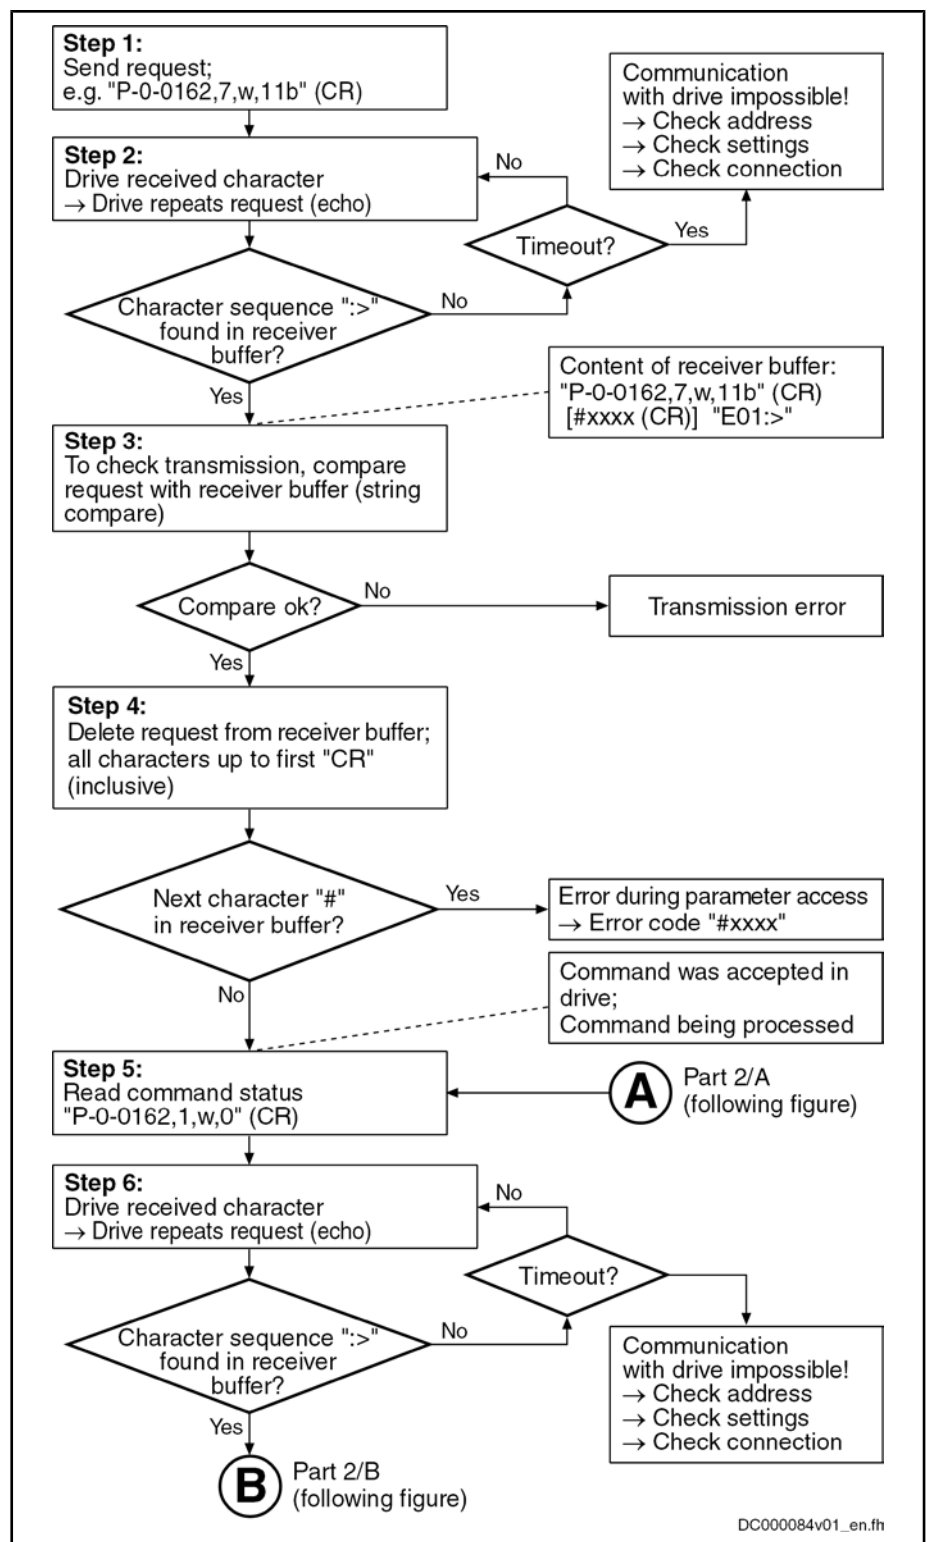 Step 1:
Send request;
e.g. "P-0-0162,7,w,11b" (CR)
Communication
with drive impossible!
→ Check address
→ Check settings
→ Check connection
Step 2:
Drive received character
→ Drive repeats request (echo)
No
Timeout?
Yes
Character sequence ":>"
found in receiver
buffer?
No
Yes
Content of receiver buffer:
"P-0-0162,7,w,11b" (CR)
[#xxxx (CR)] "E01:>"
Step 3:
To check transmission, compare
request with receiver buffer (string
compare)
Compare ok?
No
Transmission error
Yes
Step 4:
Delete request from receiver buffer;
all characters up to first "CR"
(inclusive)
Next character "#"
in receiver buffer?
Yes
Error during parameter access
→ Error code "#xxxx"
No
Command was accepted in
drive;
Command being processed
Step 5:
Read command status
"P-0-0162,1,w,0" (CR)
A
Part 2/A
(following figure)
Step 6:
Drive received character
→ Drive repeats request (echo)
No
Timeout?
Character sequence ":>"
found in receiver
buffer?
No
Communication
with drive impossible!
→ Check address
→ Check settings
→ Check connection
Yes
B
Part 2/B
(following figure)
DC000084v01_en.fh